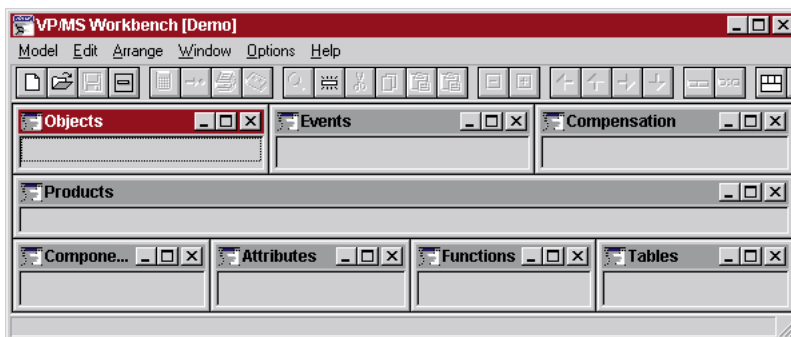 VP/MS Workbench [Demo]
Model Edit Arrange Window Options Help
Objects Events Compensation
Products
Compone... Attributes Functions Tables